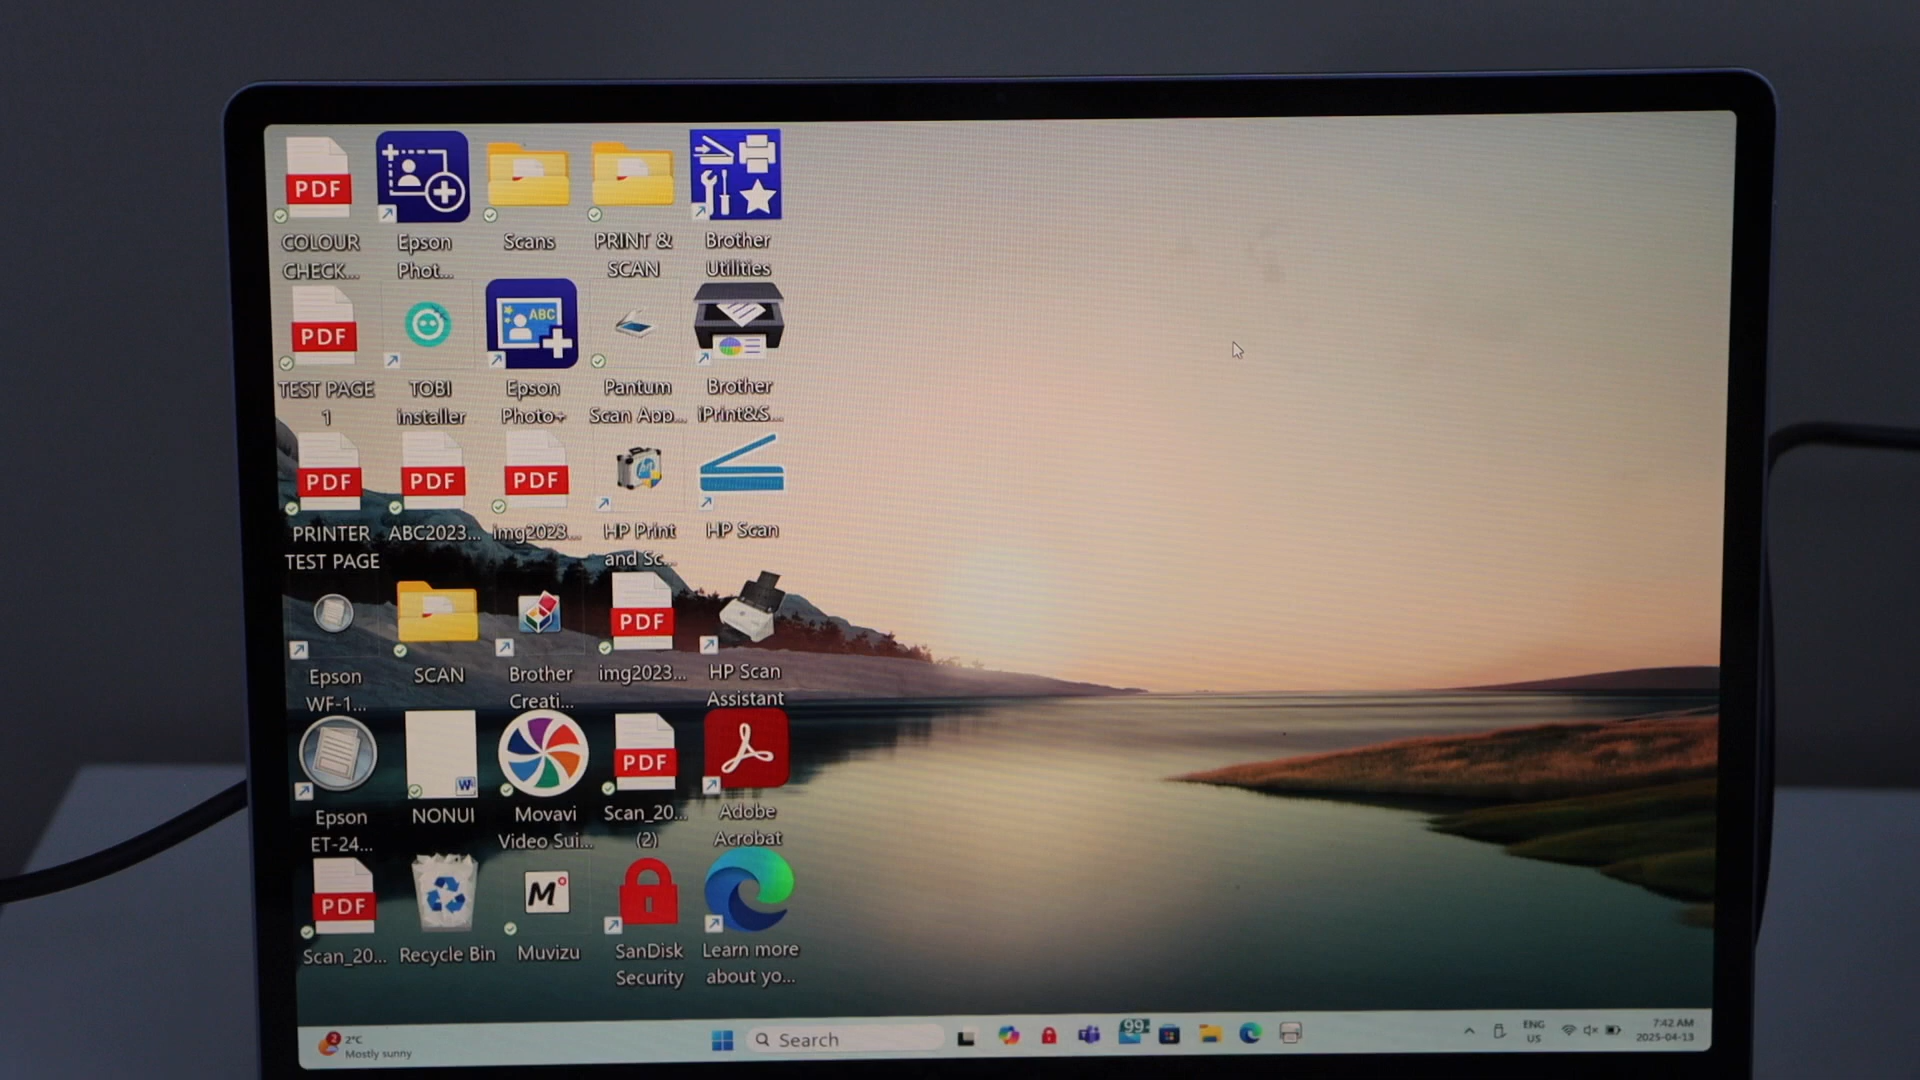 PDF
COLOUR
CHECK...
Epson
Phot...
Scans
PRINT &
SCAN
Brother
Utilities
PDF
TEST PAGE
1
TOBI
installer
ABC
Epson
Photo+
Pantum
Scan App...
Brother
iPrint&S...
PDF
PRINTER
TEST PAGE
PDF
ABC2023...
PDF
img2023...
hp
HP Print
and Sc...
HP Scan
Epson
WF-1...
SCAN
Brother
Creati...
PDF
img2023...
HP Scan
Assistant
Epson
ET-24...
W
NONUI
Movavi
Video Sui...
PDF
Scan_20...
(2)
Adobe
Acrobat
PDF
Scan_20...
Recycle Bin
M
Muvizu
SanDisk
Security
Learn more
about yo...
2
2°C
Mostly sunny
Search
99+
ENG
US
7:42 AM
2025-04-13